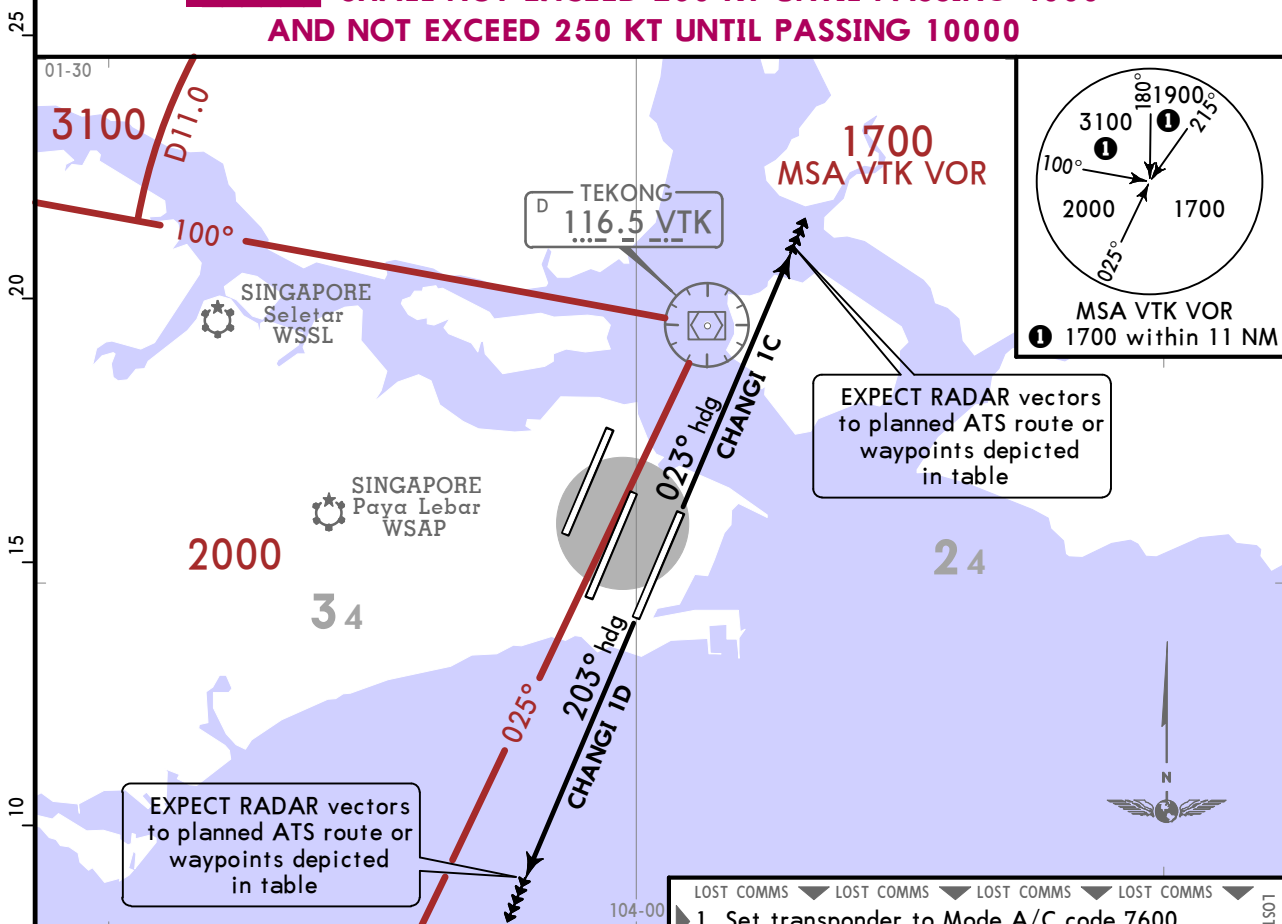 AND NOT EXCEED 250 KT UNTIL PASSING 10000
25
01-30
3100
D11.0
100°
TEKONG
D 116.5 VTK
1700
MSA VTK VOR
3100
1
180°
1900
1
215°
100°
2000
1700
025°
MSA VTK VOR
1 1700 within 11 NM
20
SINGAPORE
Seletar
WSSL
023° hdg
CHANGI 1C
EXPECT RADAR vectors
to planned ATS route or
waypoints depicted
in table
SINGAPORE
Paya Lebar
WSAP
15
2000
3 4
2 4
203° hdg
CHANGI 1D
025°
N
10
EXPECT RADAR vectors
to planned ATS route or
waypoints depicted
in table
104-00
LOST COMMS LOST COMMS LOST COMMS LOST COMMS
LOST
1. Set transponder to Mode A/C code 7600